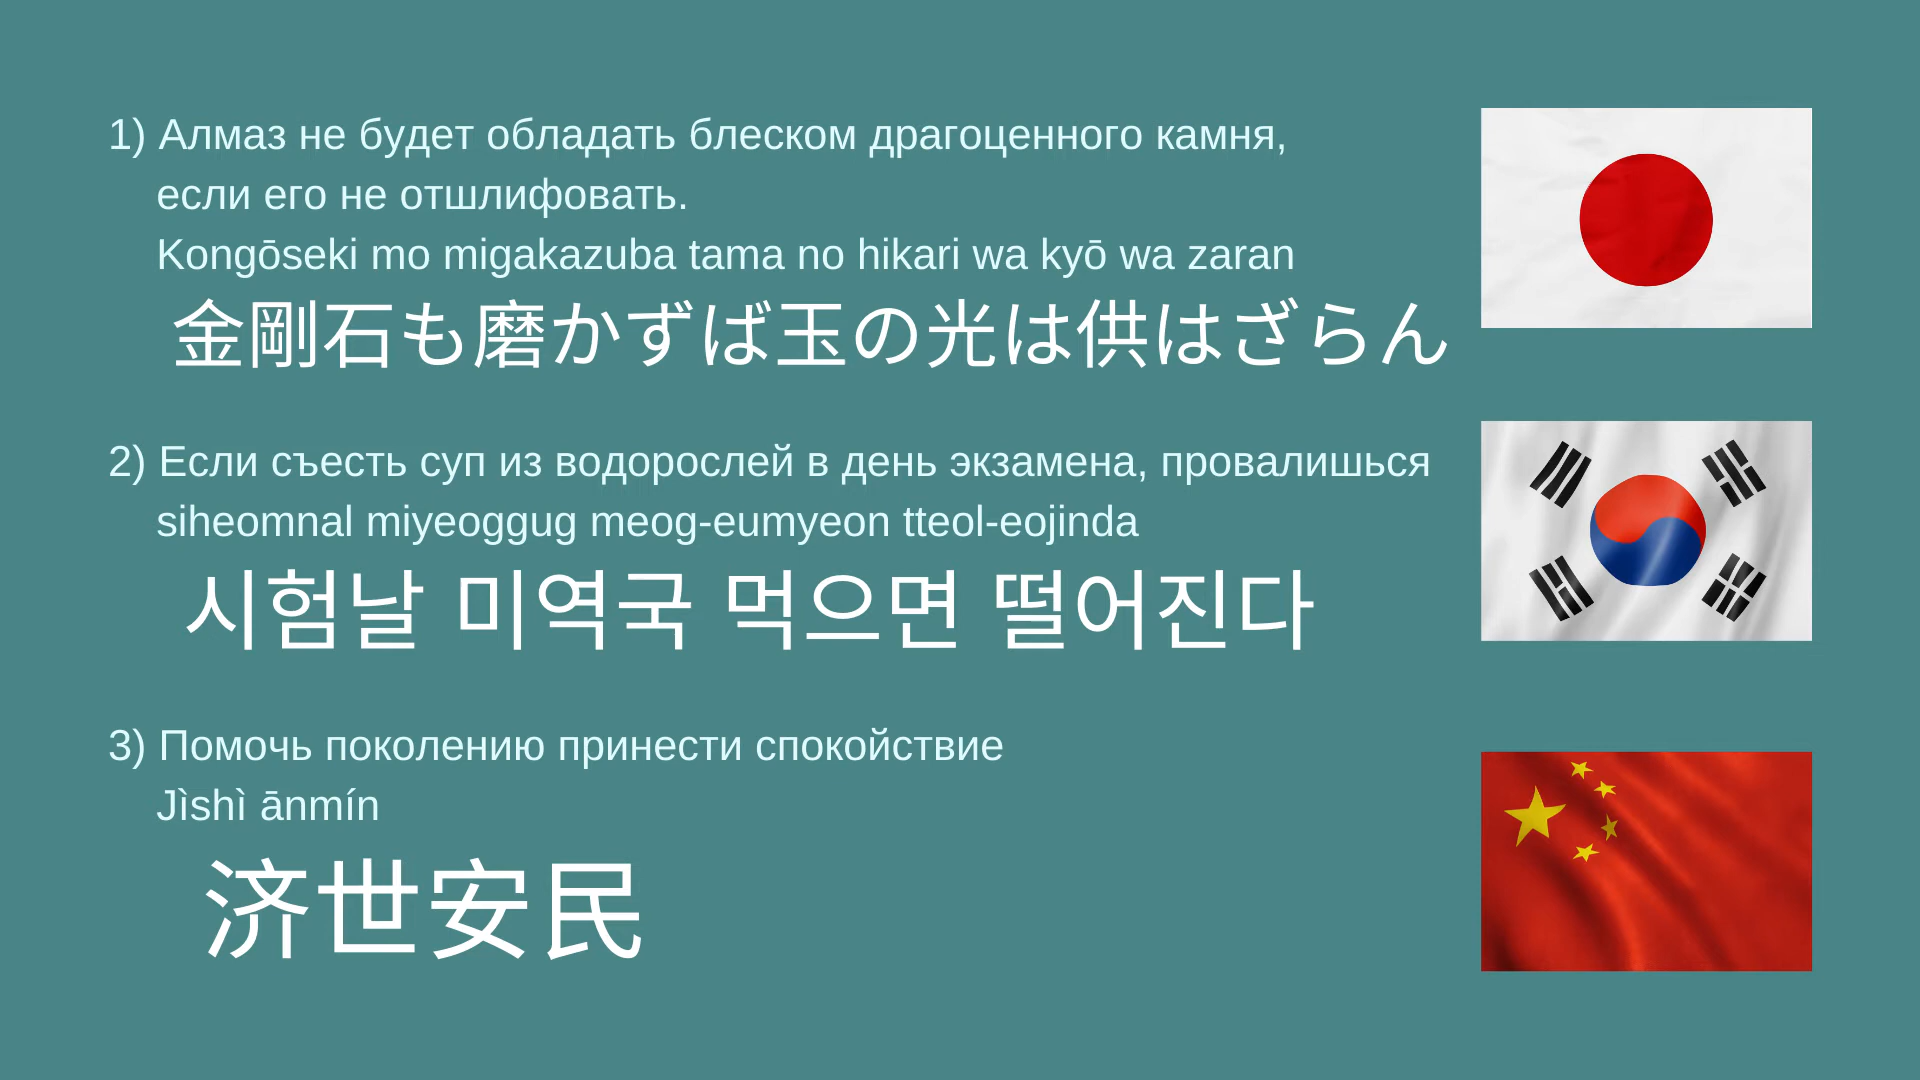 1) Алмаз не будет обладать блеском драгоценного камня,
если его не отшлифовать.
Kongōseki mo migakazuba tama no hikari wa kyō wa zaran
金剛石も磨かずば玉の光は供はざらん
2) Если съесть суп из водорослей в день экзамена, провалишься
siheomnal miyeoggug meog-eumyeon tteol-eojinda
시험날 미역국 먹으면 떨어진다
3) Помочь поколению принести спокойствие
Jìshì ānmín
济世安民